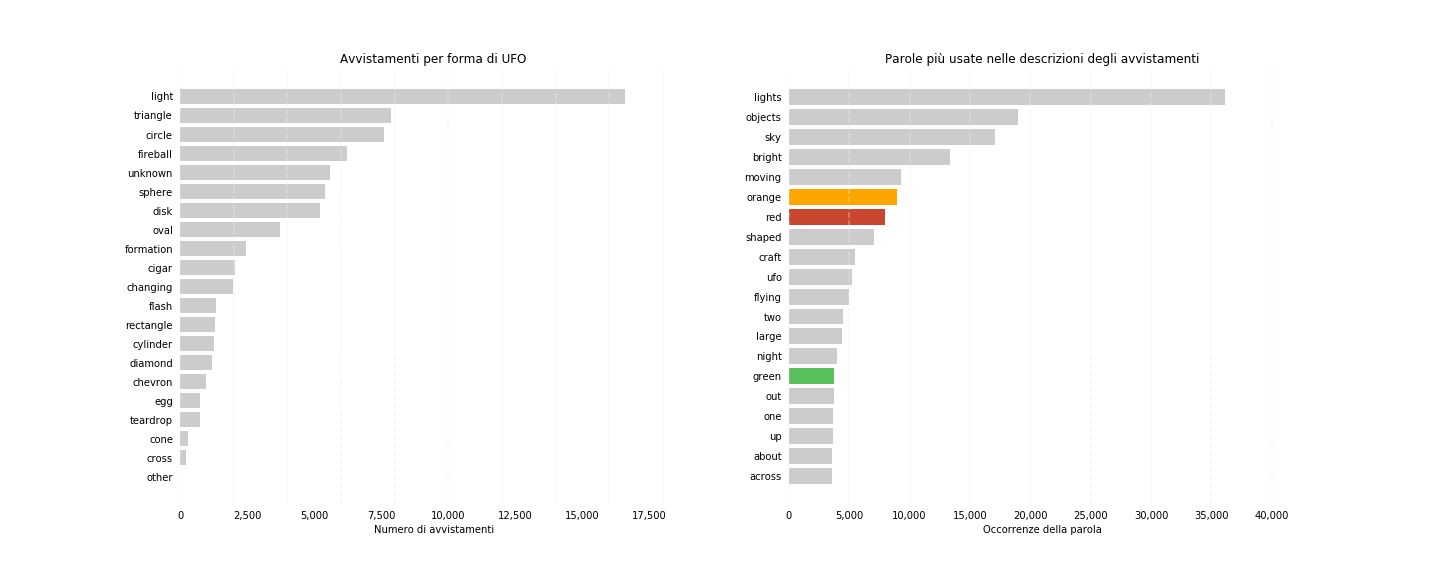 Avvistamenti per forma di UFO
light
triangle
circle
fireball
unknown
sphere
disk
oval
formation
cigar
changing
flash
rectangle
cylinder
diamond
chevron
egg
teardrop
cone
cross
other
0 2,500 5,000 7,500 10,000 12,500 15,000 17,500
Numero di avvistamenti
Parole più usate nelle descrizioni degli avvistamenti
lights
objects
sky
bright
moving
orange
red
shaped
craft
ufo
flying
two
large
night
green
out
one
up
about
across
0 5,000 10,000 15,000 20,000 25,000 30,000 35,000 40,000
Occorrenze della parola